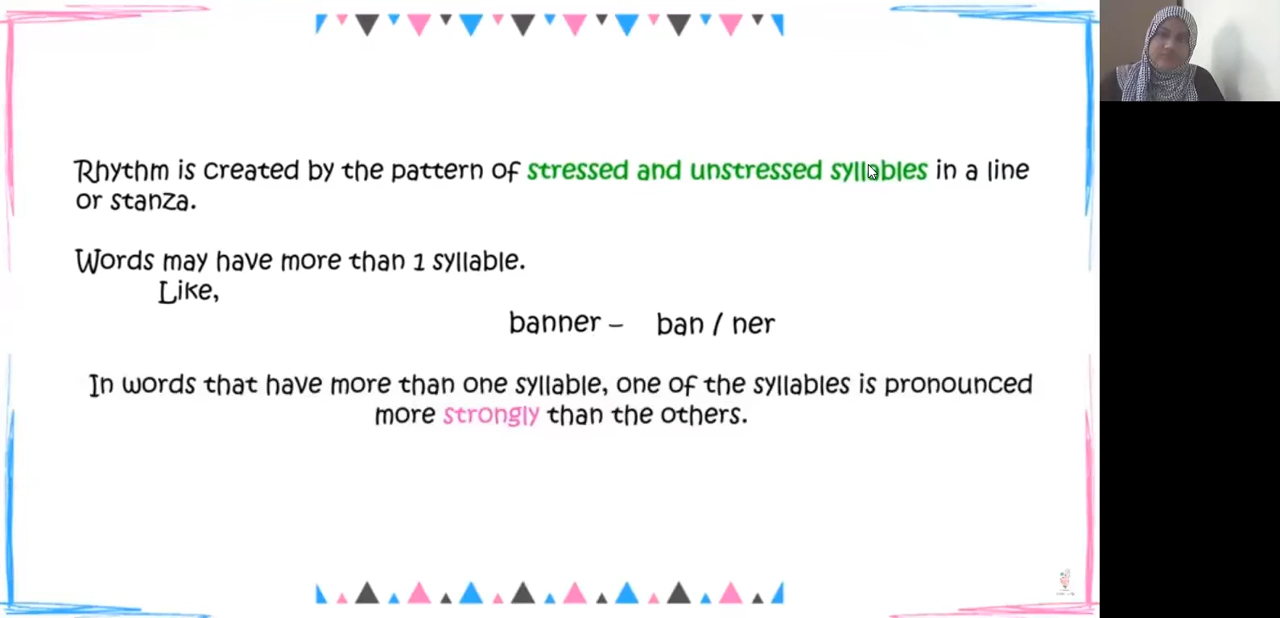 Rhythm is created by the pattern of stressed and unstressed syllables in a line
or stanza.
Words may have more than 1 syllable.
Like,
banner – ban / ner
In words that have more than one syllable, one of the syllables is pronounced
more strongly than the others.